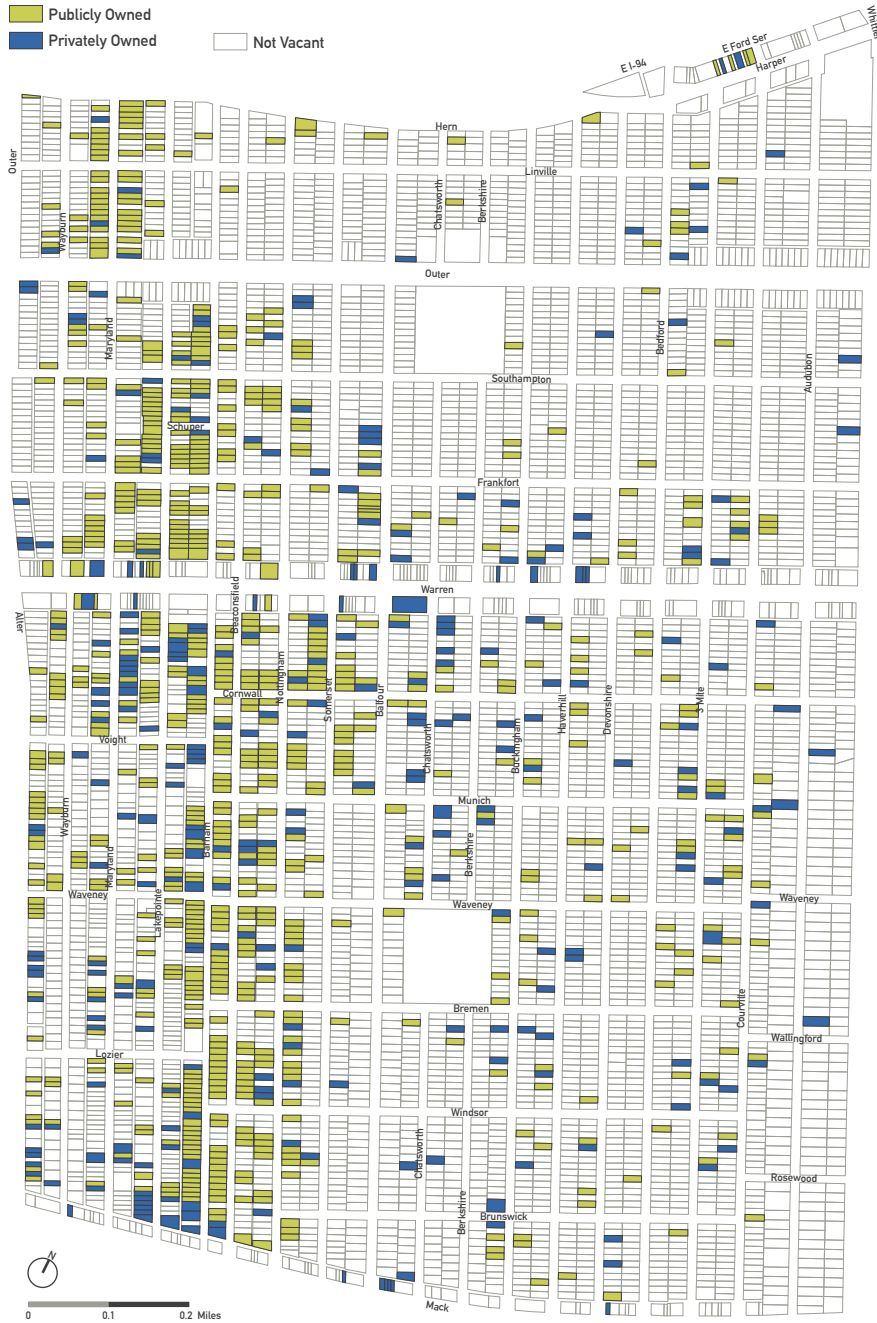 Publicly Owned
Privately Owned
Not Vacant
E I-94
E Ford Ser
Harper
Whittier
Hern
Outer
Linville
Wayburn
Chatsworth
Berkshire
Outer
Maryland
Bedford
Audubon
Southampton
Schuper
Frankfort
Warren
Alter
Beaconsfield
Nottingham
Somerset
Balfour
Cornwall
Chatsworth
Buckingham
Haverhill
Devonshire
3 Mile
Voight
Munich
Wayburn
Maryland
Barham
Berkshire
Waveney
Lakepointe
Waveney
Waveney
Courville
Bremen
Wallingford
Lozier
Windsor
Chatsworth
Rosewood
Berkshire
Brunswick
N
Mack
0 0.1 0.2 Miles